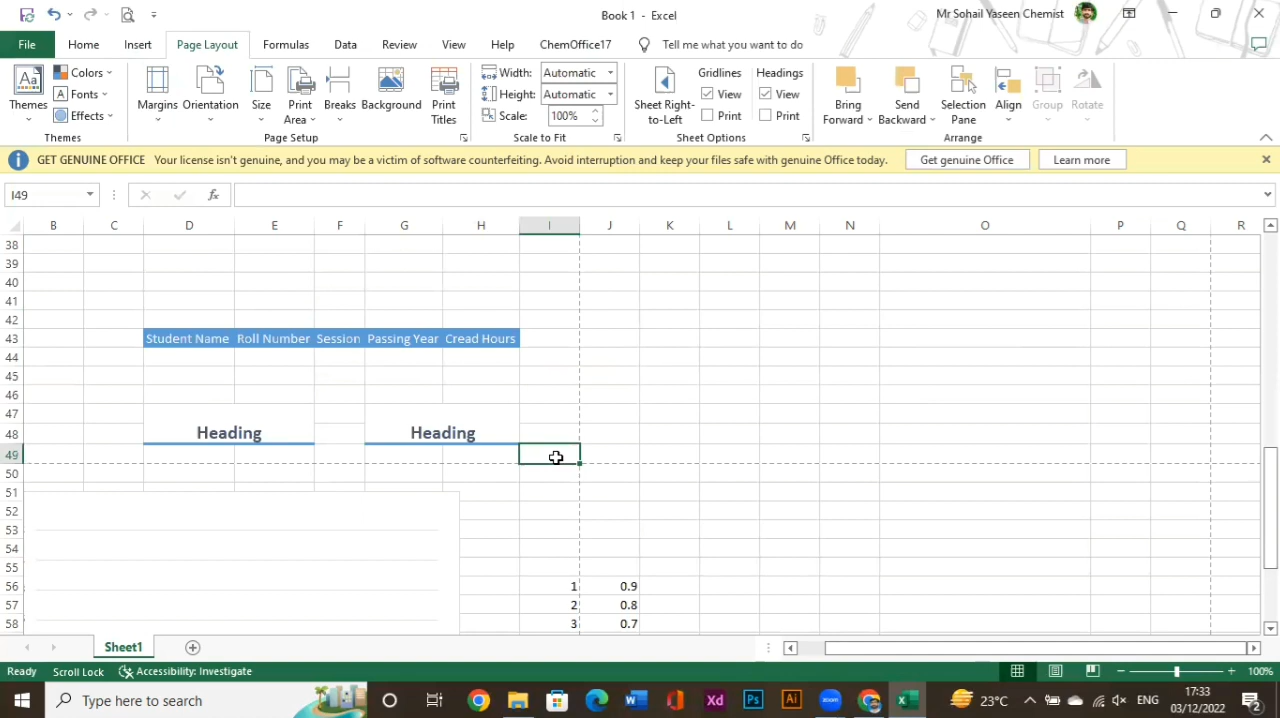 Book 1 - Excel
Mr Sohail Yaseen Chemist
File Home Insert Page Layout Formulas Data Review View Help ChemOffice17 Tell me what you want to do
Themes
Colors
Fonts
Effects
Themes
Margins
Orientation
Size
Print Area
Breaks
Background
Print Titles
Page Setup
Width: Automatic
Height: Automatic
Scale: 100%
Scale to Fit
Sheet Right-to-Left
Gridlines
View
Print
Headings
View
Print
Sheet Options
Bring Forward
Send Backward
Selection Pane
Align
Group
Rotate
Arrange
GET GENUINE OFFICE Your license isn't genuine, and you may be a victim of software counterfeiting. Avoid interruption and keep your files safe with genuine Office today. Get genuine Office Learn more
I49
fx
B C D E F G H I J K L M N O P Q R
38
39
40
41
42
43 Student Name Roll Number Session Passing Year Cread Hours
44
45
46
47
48 Heading Heading
49
50
51
52
53
54
55
56 1 0.9
57 2 0.8
58 3 0.7
Sheet1
Ready Scroll Lock Accessibility: Investigate 100%
Type here to search
Xd Ps Ai zoom
23°C
ENG
17:33
03/12/2022
2